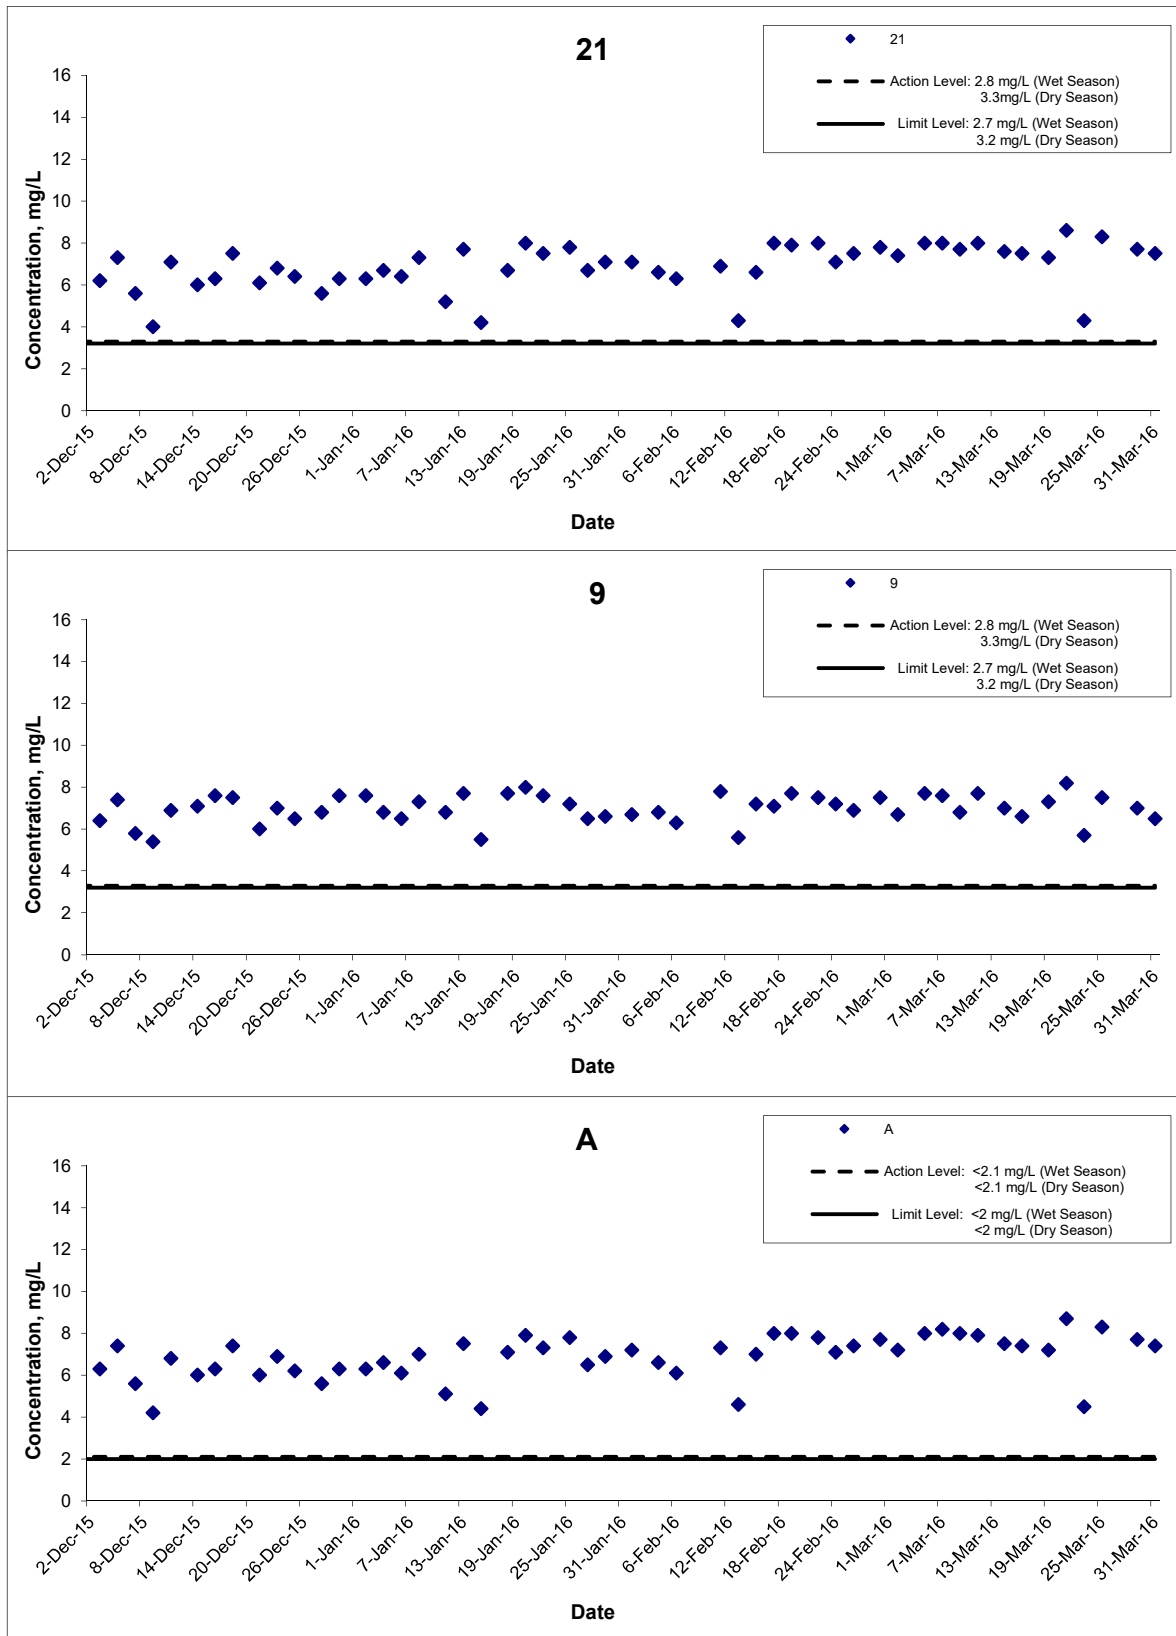 21
21
Action Level: 2.8 mg/L (Wet Season)
3.3mg/L (Dry Season)
Limit Level: 2.7 mg/L (Wet Season)
3.2 mg/L (Dry Season)
Concentration, mg/L
16
14
12
10
8
6
4
2
0
2-Dec-15
8-Dec-15
14-Dec-15
20-Dec-15
26-Dec-15
1-Jan-16
7-Jan-16
13-Jan-16
19-Jan-16
25-Jan-16
31-Jan-16
6-Feb-16
12-Feb-16
18-Feb-16
24-Feb-16
1-Mar-16
7-Mar-16
13-Mar-16
19-Mar-16
25-Mar-16
31-Mar-16
Date
9
9
Action Level: 2.8 mg/L (Wet Season)
3.3mg/L (Dry Season)
Limit Level: 2.7 mg/L (Wet Season)
3.2 mg/L (Dry Season)
Concentration, mg/L
16
14
12
10
8
6
4
2
0
2-Dec-15
8-Dec-15
14-Dec-15
20-Dec-15
26-Dec-15
1-Jan-16
7-Jan-16
13-Jan-16
19-Jan-16
25-Jan-16
31-Jan-16
6-Feb-16
12-Feb-16
18-Feb-16
24-Feb-16
1-Mar-16
7-Mar-16
13-Mar-16
19-Mar-16
25-Mar-16
31-Mar-16
Date
A
A
Action Level: <2.1 mg/L (Wet Season)
<2.1 mg/L (Dry Season)
Limit Level: <2 mg/L (Wet Season)
<2 mg/L (Dry Season)
Concentration, mg/L
16
14
12
10
8
6
4
2
0
2-Dec-15
8-Dec-15
14-Dec-15
20-Dec-15
26-Dec-15
1-Jan-16
7-Jan-16
13-Jan-16
19-Jan-16
25-Jan-16
31-Jan-16
6-Feb-16
12-Feb-16
18-Feb-16
24-Feb-16
1-Mar-16
7-Mar-16
13-Mar-16
19-Mar-16
25-Mar-16
31-Mar-16
Date